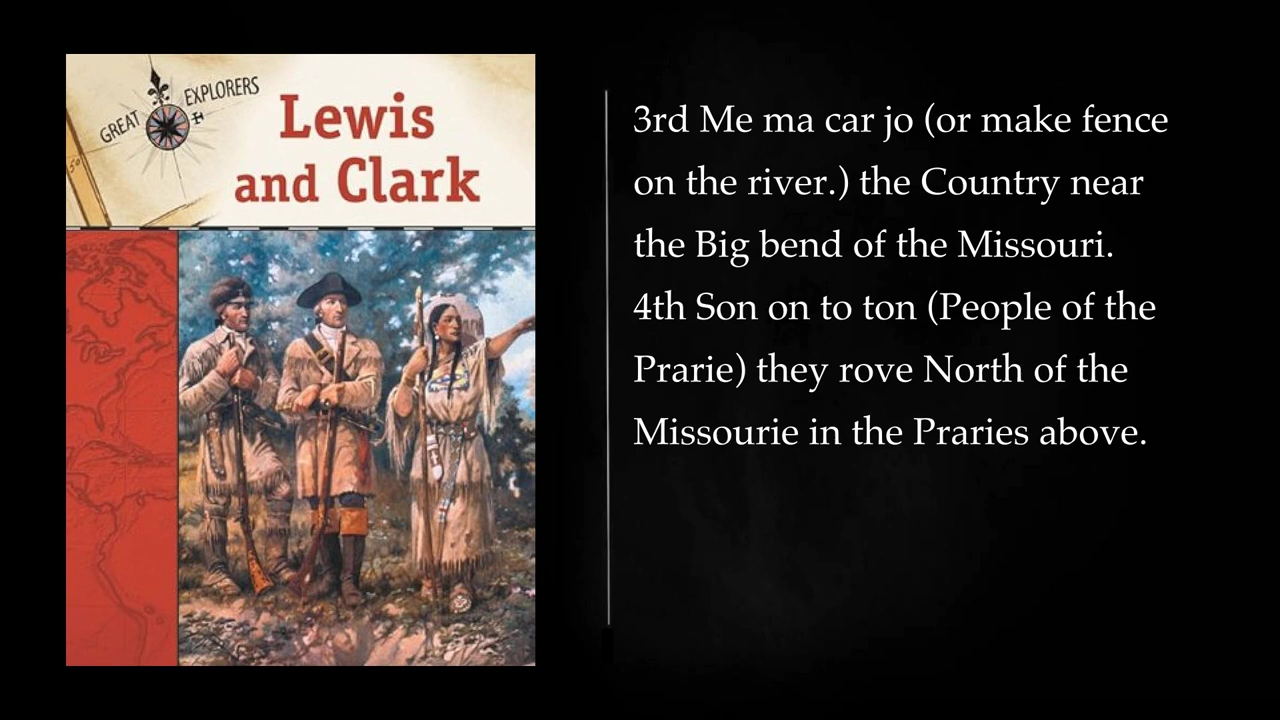 GREAT EXPLORERS
Lewis
and Clark
50
3rd Me ma car jo (or make fence
on the river.) the Country near
the Big bend of the Missouri.
4th Son on to ton (People of the
Prarie) they rove North of the
Missourie in the Praries above.